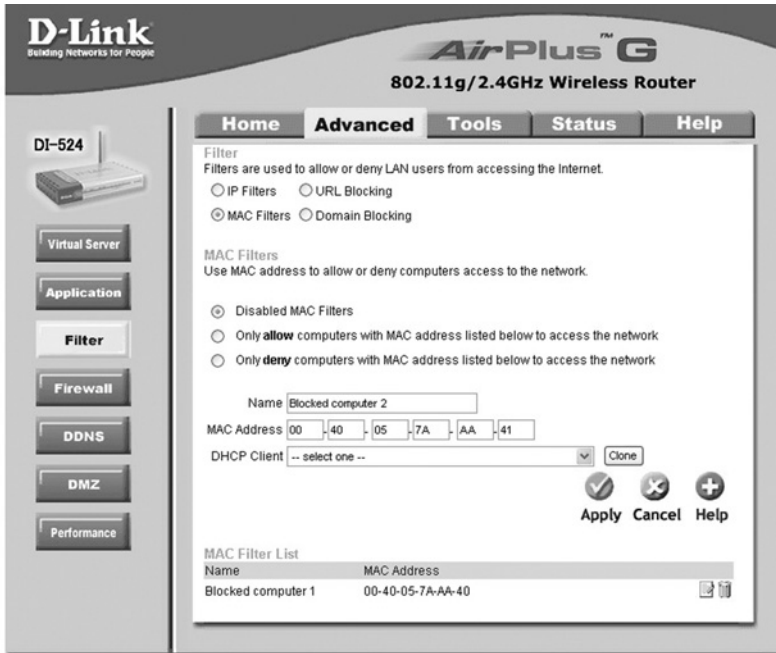 D-Link
Building Networks for People
AirPlus G ™
802.11g/2.4GHz Wireless Router
DI-524
Home Advanced Tools Status Help
Virtual Server
Application
Filter
Firewall
DDNS
DMZ
Performance
Filter
Filters are used to allow or deny LAN users from accessing the Internet.
IP Filters URL Blocking
MAC Filters Domain Blocking
MAC Filters
Use MAC address to allow or deny computers access to the network.
Disabled MAC Filters
Only allow computers with MAC address listed below to access the network
Only deny computers with MAC address listed below to access the network
Name Blocked computer 2
MAC Address 00 - 40 - 05 - 7A - AA - 41
DHCP Client -- select one -- Clone
Apply Cancel Help
MAC Filter List
Name MAC Address
Blocked computer 1 00-40-05-7A-AA-40